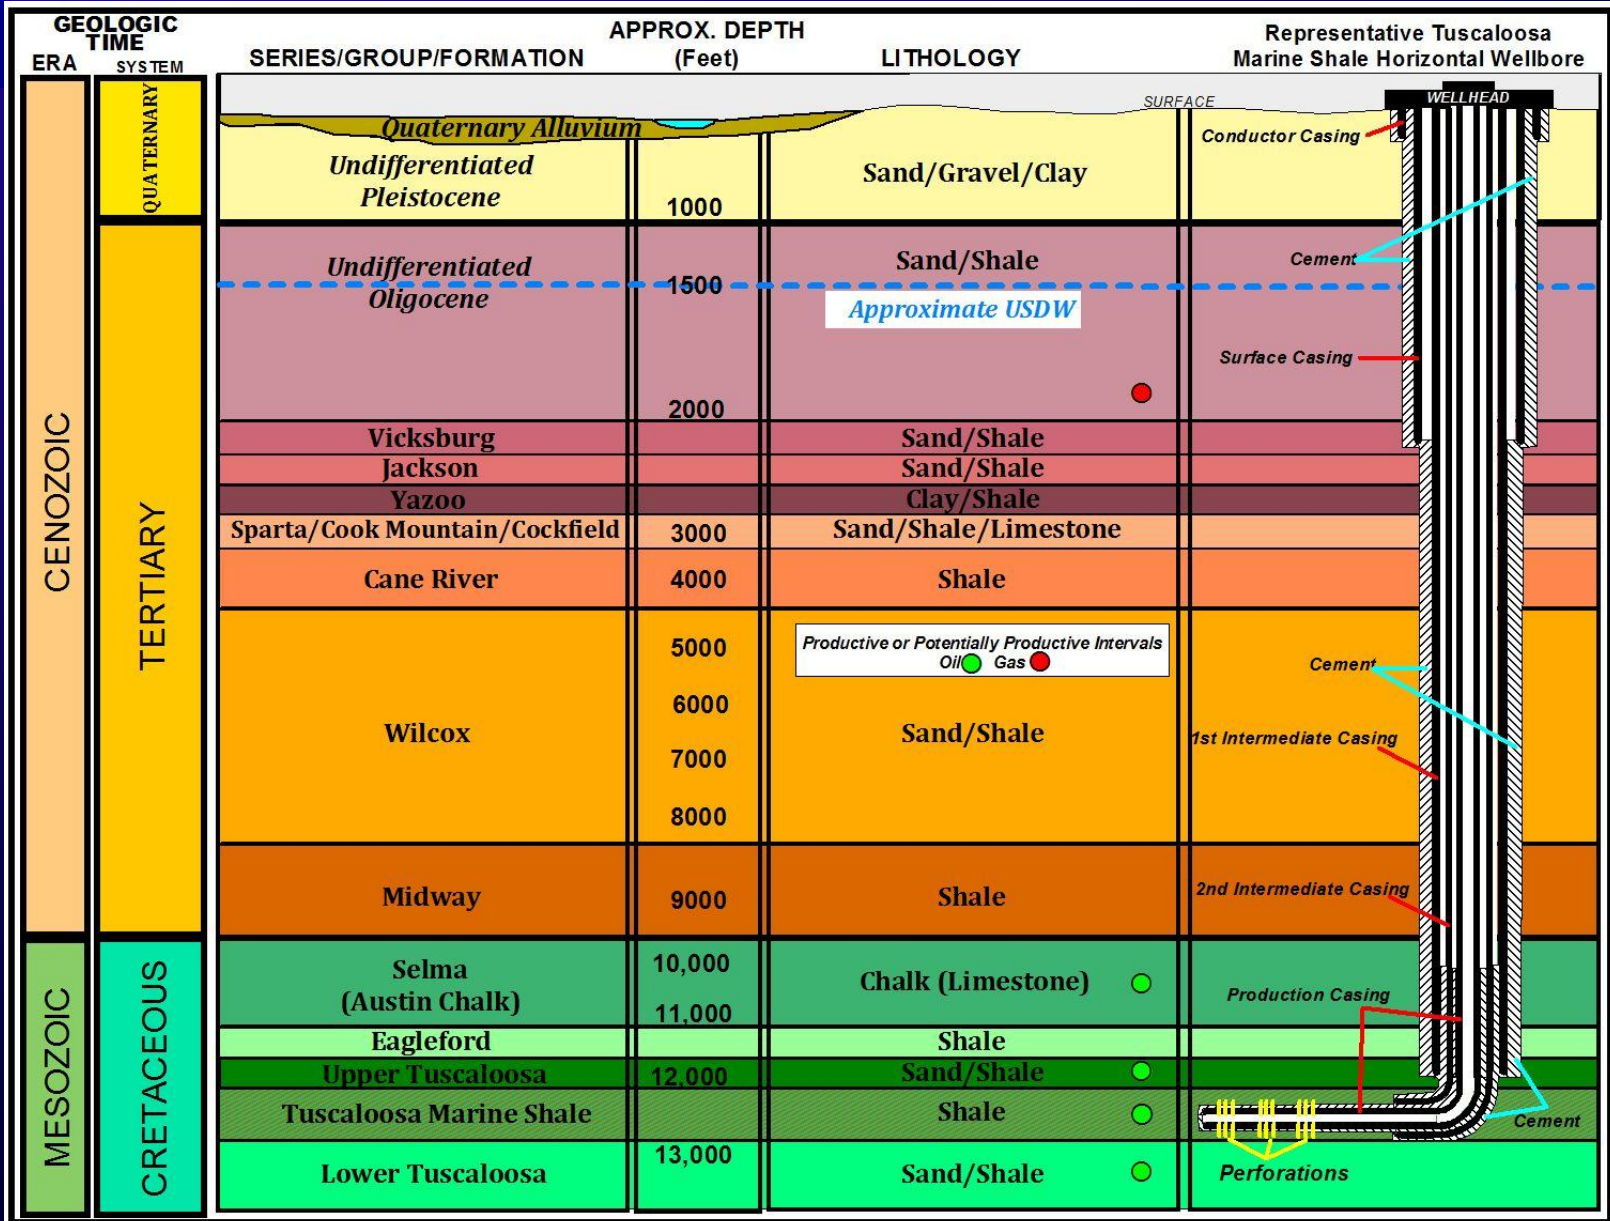 GEOLOGIC
TIME
ERA
SYSTEM
SERIES/GROUP/FORMATION
APPROX. DEPTH
(Feet)
LITHOLOGY
Representative Tuscaloosa
Marine Shale Horizontal Wellbore
CENOZOIC
MESOZOIC
QUATERNARY
TERTIARY
CRETACEOUS
SURFACE
WELLHEAD
Quaternary Alluvium
Undifferentiated
Pleistocene
1000
Sand/Gravel/Clay
Conductor Casing
Undifferentiated
Oligocene
1500
Sand/Shale
Approximate USDW
Cement
Surface Casing
2000
Vicksburg
Sand/Shale
Jackson
Sand/Shale
Yazoo
Clay/Shale
Sparta/Cook Mountain/Cockfield
3000
Sand/Shale/Limestone
Cane River
4000
Shale
5000
Productive or Potentially Productive Intervals
Oil Gas
Cement
6000
Wilcox
Sand/Shale
1st Intermediate Casing
7000
8000
Midway
9000
Shale
2nd Intermediate Casing
Selma
(Austin Chalk)
10,000
11,000
Chalk (Limestone)
Production Casing
Eagleford
Shale
Upper Tuscaloosa
12,000
Sand/Shale
Tuscaloosa Marine Shale
Shale
Cement
13,000
Lower Tuscaloosa
Sand/Shale
Perforations